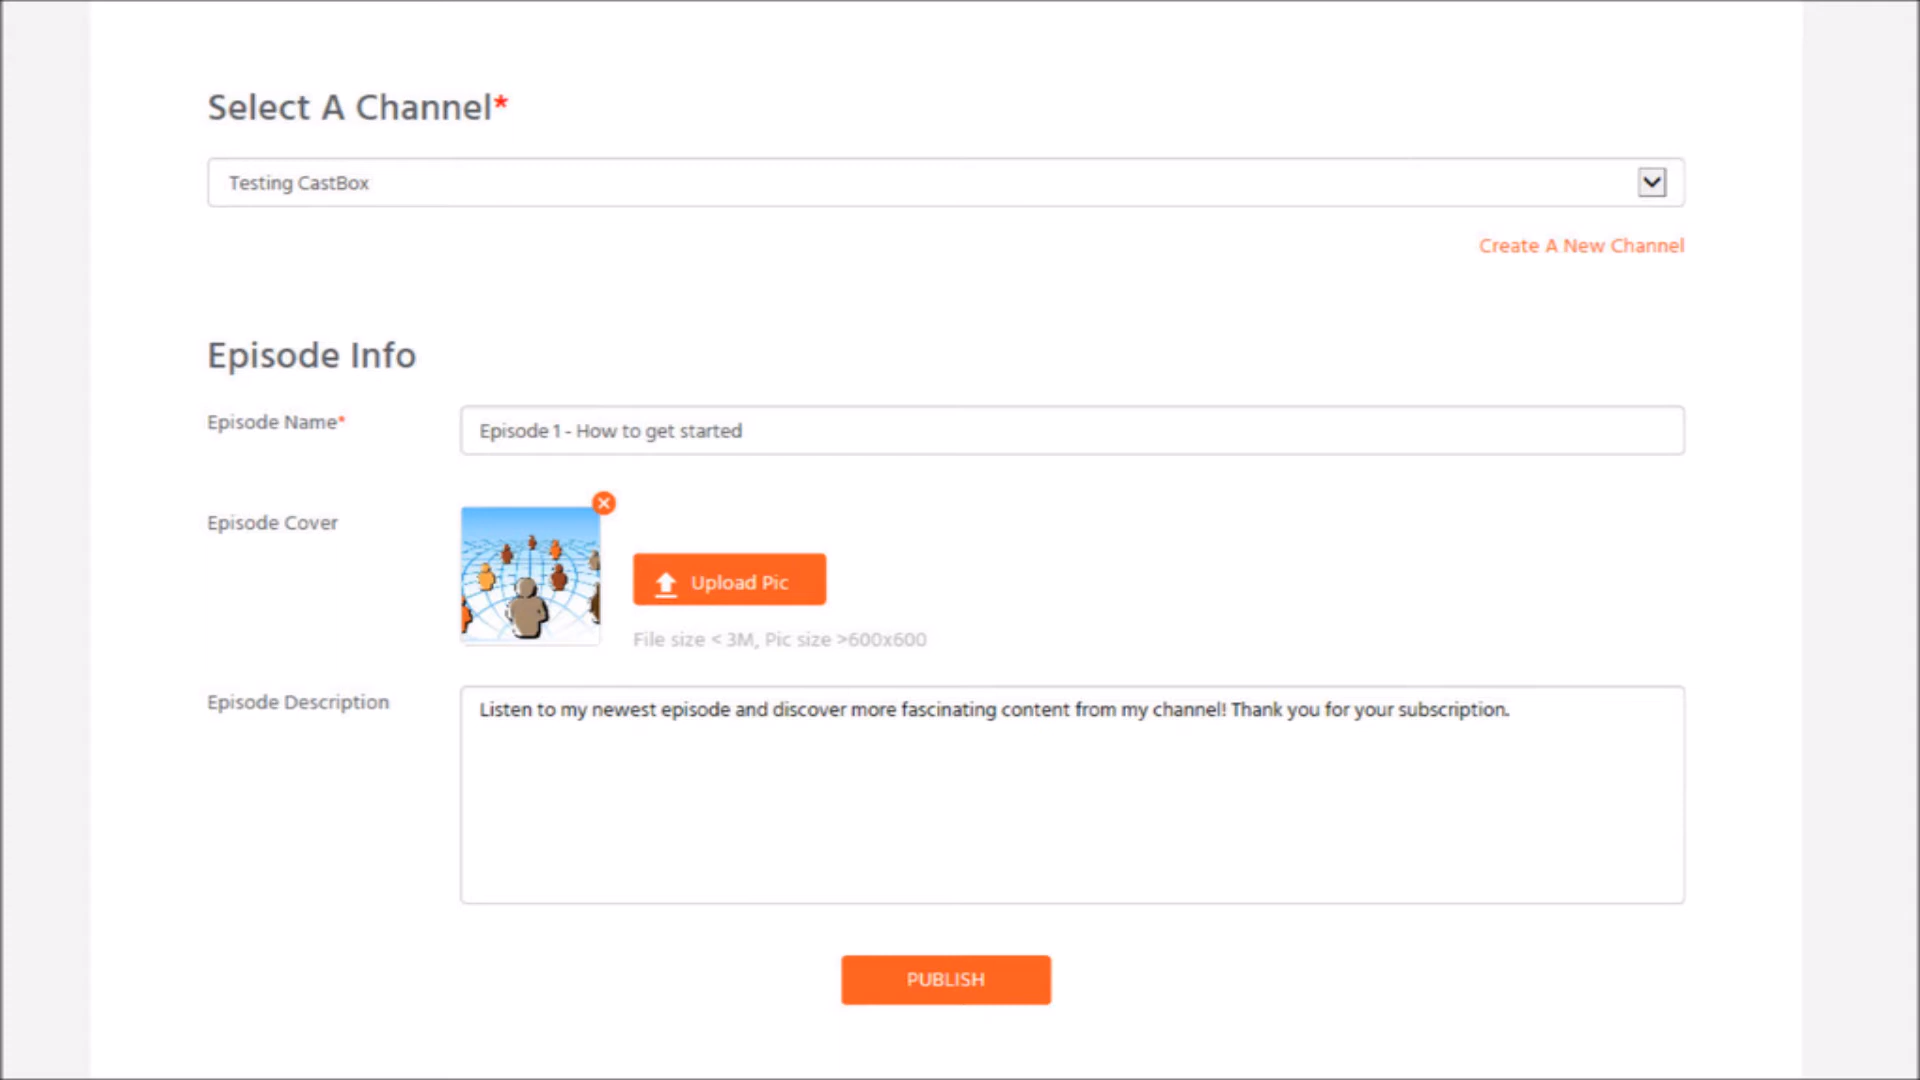 Select A Channel*
Testing CastBox
Create A New Channel
Episode Info
Episode Name*
Episode 1 - How to get started
Episode Cover
Upload Pic
File size < 3M, Pic size >600x600
Episode Description
Listen to my newest episode and discover more fascinating content from my channel! Thank you for your subscription.
PUBLISH